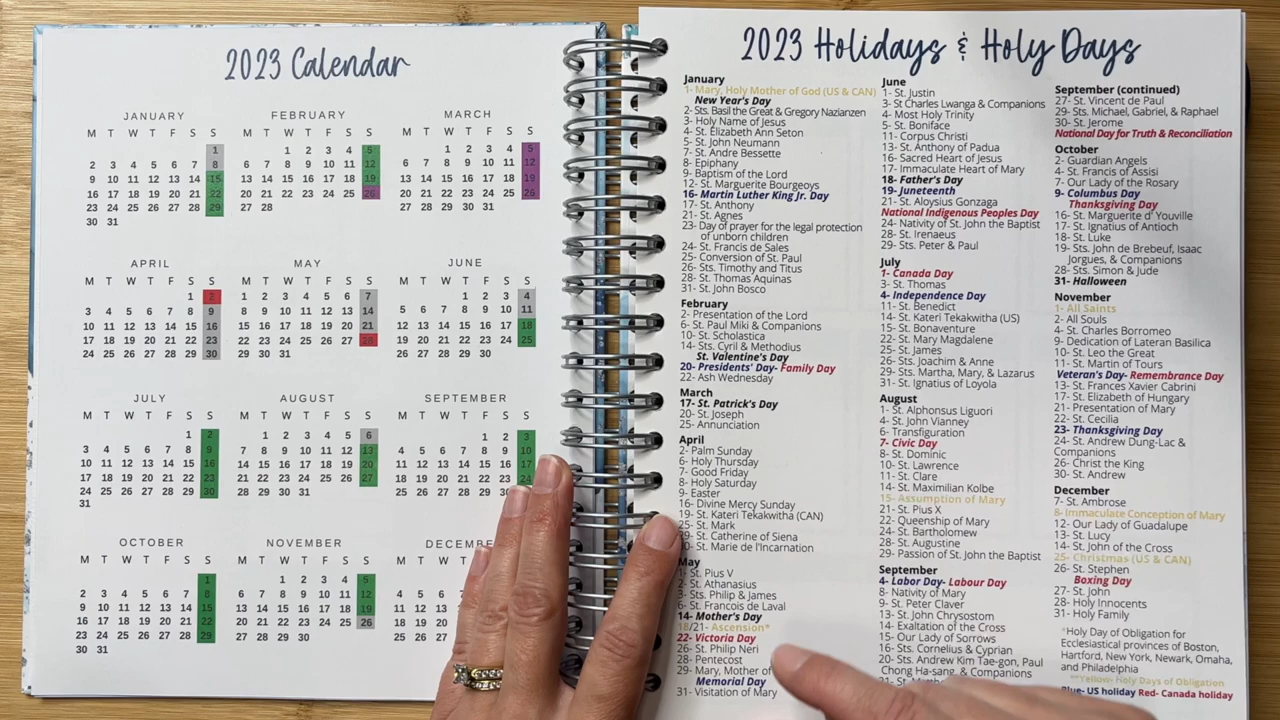 2023 Calendar
JANUARY
M T W T F S S
1
2 3 4 5 6 7 8
9 10 11 12 13 14 15
16 17 18 19 20 21 22
23 24 25 26 27 28 29
30 31
FEBRUARY
M T W T F S S
1 2 3 4 5
6 7 8 9 10 11 12
13 14 15 16 17 18 19
20 21 22 23 24 25 26
27 28
MARCH
M T W T F S S
1 2 3 4 5
6 7 8 9 10 11 12
13 14 15 16 17 18 19
20 21 22 23 24 25 26
27 28 29 30 31
APRIL
M T W T F S S
1 2
3 4 5 6 7 8 9
10 11 12 13 14 15 16
17 18 19 20 21 22 23
24 25 26 27 28 29 30
MAY
M T W T F S S
1 2 3 4 5 6 7
8 9 10 11 12 13 14
15 16 17 18 19 20 21
22 23 24 25 26 27 28
29 30 31
JUNE
M T W T F S S
1 2 3 4
5 6 7 8 9 10 11
12 13 14 15 16 17 18
19 20 21 22 23 24 25
26 27 28 29 30
JULY
M T W T F S S
1 2
3 4 5 6 7 8 9
10 11 12 13 14 15 16
17 18 19 20 21 22 23
24 25 26 27 28 29 30
31
AUGUST
M T W T F S S
1 2 3 4 5 6
7 8 9 10 11 12 13
14 15 16 17 18 19 20
21 22 23 24 25 26 27
28 29 30 31
SEPTEMBER
M T W T F S S
1 2 3
4 5 6 7 8 9 10
11 12 13 14 15 16 17
18 19 20 21 22 23 24
25 26 27 28 29
OCTOBER
M T W T F S S
1
2 3 4 5 6 7 8
9 10 11 12 13 14 15
16 17 18 19 20 21 22
23 24 25 26 27 28 29
30 31
NOVEMBER
M T W T F S S
1 2 3 4 5
6 7 8 9 10 11 12
13 14 15 16 17 18 19
20 21 22 23 24 25 26
27 28 29 30
M T W
4 5 6
11 12 13
18 19 20
25 26 27
2023 Holidays & Holy Days
January
1- Mary, Holy Mother of God (US & CAN)
New Year's Day
2- Sts. Basil the Great & Gregory Nazianzen
3- Holy Name of Jesus
4- St. Elizabeth Ann Seton
5- St. John Neumann
7- St. Andre Bessette
8- Epiphany
9- Baptism of the Lord
12- St. Marguerite Bourgeoys
16- Martin Luther King Jr. Day
17- St. Anthony
21- St. Agnes
23- Day of prayer for the legal protection
of unborn children
24- St. Francis de Sales
25- Conversion of St. Paul
26- Sts. Timothy and Titus
28- St. Thomas Aquinas
31- St. John Bosco
February
2- Presentation of the Lord
6- St. Paul Miki & Companions
10- St. Scholastica
14- Sts. Cyril & Methodius
St. Valentine's Day
20- Presidents' Day- Family Day
22- Ash Wednesday
March
17- St. Patrick's Day
20- St. Joseph
25- Annunciation
April
2- Palm Sunday
6- Holy Thursday
7- Good Friday
8- Holy Saturday
9- Easter
16- Divine Mercy Sunday
19- St. Kateri Tekakwitha (CAN)
25- St. Mark
29- St. Catherine of Siena
30- St. Marie de l'Incarnation
May
1- St. Pius V
2- St. Athanasius
3- Sts. Philip & James
6- St. Francois de Laval
14- Mother's Day
18/21- Ascension*
22- Victoria Day
26- St. Philip Neri
28- Pentecost
29- Mary, Mother of
Memorial Day
31- Visitation of Mary
June
1- St. Justin
3- St Charles Lwanga & Companions
4- Most Holy Trinity
5- St. Boniface
11- Corpus Christi
13- St. Anthony of Padua
16- Sacred Heart of Jesus
17- Immaculate Heart of Mary
18- Father's Day
19- Juneteenth
21- St. Aloysius Gonzaga
National Indigenous Peoples Day
24- Nativity of St. John the Baptist
28- St. Irenaeus
29- Sts. Peter & Paul
July
1- Canada Day
3- St. Thomas
4- Independence Day
11- St. Benedict
14- St. Kateri Tekakwitha (US)
15- St. Bonaventure
22- St. Mary Magdalene
25- St. James
26- Sts. Joachim & Anne
29- Sts. Martha, Mary, & Lazarus
31- St. Ignatius of Loyola
August
1- St. Alphonsus Liguori
4- St. John Vianney
6- Transfiguration
7- Civic Day
8- St. Dominic
10- St. Lawrence
11- St. Clare
14- St. Maximilian Kolbe
15- Assumption of Mary
21- St. Pius X
22- Queenship of Mary
24- St. Bartholomew
28- St. Augustine
29- Passion of St. John the Baptist
September
4- Labor Day- Labour Day
8- Nativity of Mary
9- St. Peter Claver
13- St. John Chrysostom
14- Exaltation of the Cross
15- Our Lady of Sorrows
16- Sts. Cornelius & Cyprian
20- Sts. Andrew Kim Tae-gon, Paul
Chong Ha-sang, & Companions
September (continued)
27- St. Vincent de Paul
29- Sts. Michael, Gabriel, & Raphael
30- St. Jerome
National Day for Truth & Reconciliation
October
2- Guardian Angels
4- St. Francis of Assisi
7- Our Lady of the Rosary
9- Columbus Day
Thanksgiving Day
16- St. Marguerite d' Youville
17- St. Ignatius of Antioch
18- St. Luke
19- Sts. John de Brebeuf, Isaac
Jorgues, & Companions
28- Sts. Simon & Jude
31- Halloween
November
1- All Saints
2- All Souls
4- St. Charles Borromeo
9- Dedication of Lateran Basilica
10- St. Leo the Great
11- St. Martin of Tours
Veteran's Day- Remembrance Day
13- St. Frances Xavier Cabrini
17- St. Elizabeth of Hungary
21- Presentation of Mary
22- St. Cecilia
23- Thanksgiving Day
24- St. Andrew Dung-Lac &
Companions
26- Christ the King
30- St. Andrew
December
7- St. Ambrose
8- Immaculate Conception of Mary
12- Our Lady of Guadalupe
13- St. Lucy
14- St. John of the Cross
25- Christmas (US & CAN)
26- St. Stephen
Boxing Day
27- St. John
28- Holy Innocents
31- Holy Family
*Holy Day of Obligation for
Ecclesiastical provinces of Boston,
Hartford, New York, Newark, Omaha,
and Philadelphia
**Yellow- Holy Days of Obligation
Blue- US holiday Red- Canada holiday